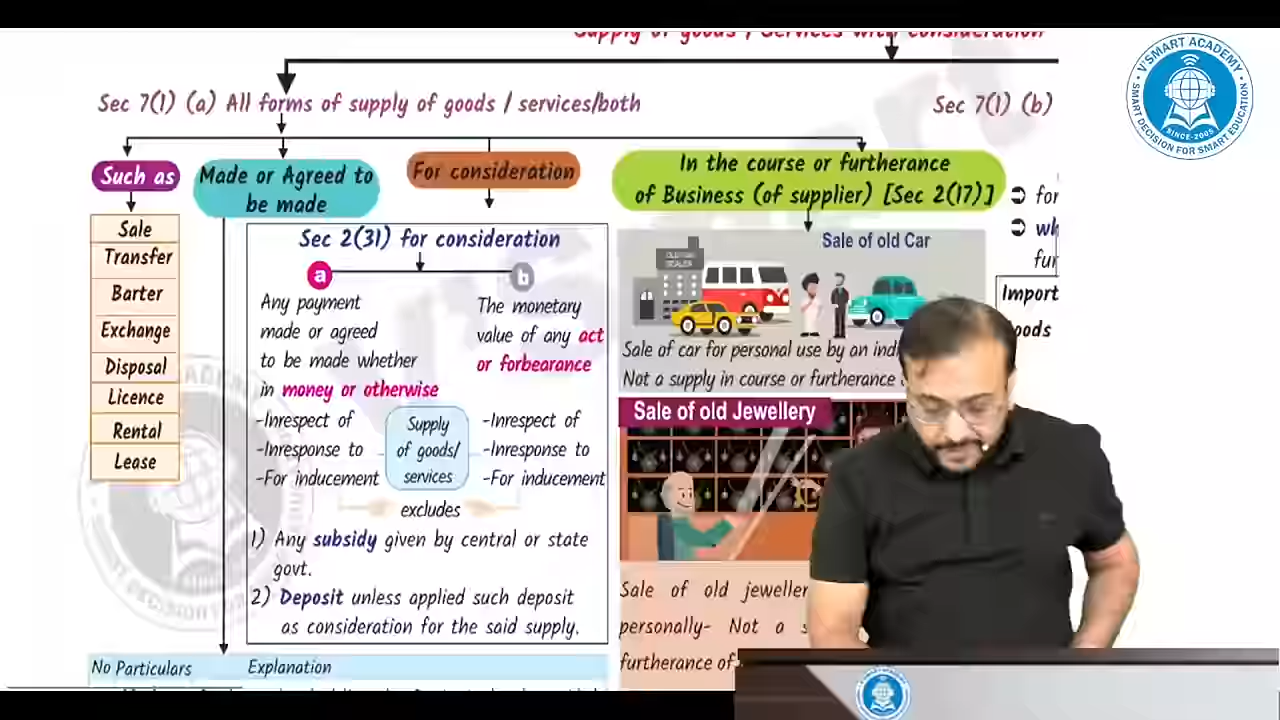 Supply of goods / Services with consideration
Sec 7(1) (a) All forms of supply of goods / services/both
Sec 7(1) (b)
Such as
Sale
Transfer
Barter
Exchange
Disposal
Licence
Rental
Lease
Made or Agreed to
be made
For consideration
Sec 2(31) for consideration
a
Any payment
made or agreed
to be made whether
in money or otherwise
-Inrespect of
-Inresponse to
-For inducement
Supply
of goods/
services
b
The monetary
value of any act
or forbearance
-Inrespect of
-Inresponse to
-For inducement
excludes
1) Any subsidy given by central or state
govt.
2) Deposit unless applied such deposit
as consideration for the said supply.
In the course or furtherance
of Business (of supplier) [Sec 2(17)]
Sale of old Car
Sale of car for personal use by an
Not a supply in course or furtherance
Sale of old Jewellery
Sale of old
personally- Not a
furtherance of
Import
No Particulars
Explanation
V'SMART ACADEMY
SMART DECISION FOR SMART EDUCATION
SINCE-2005